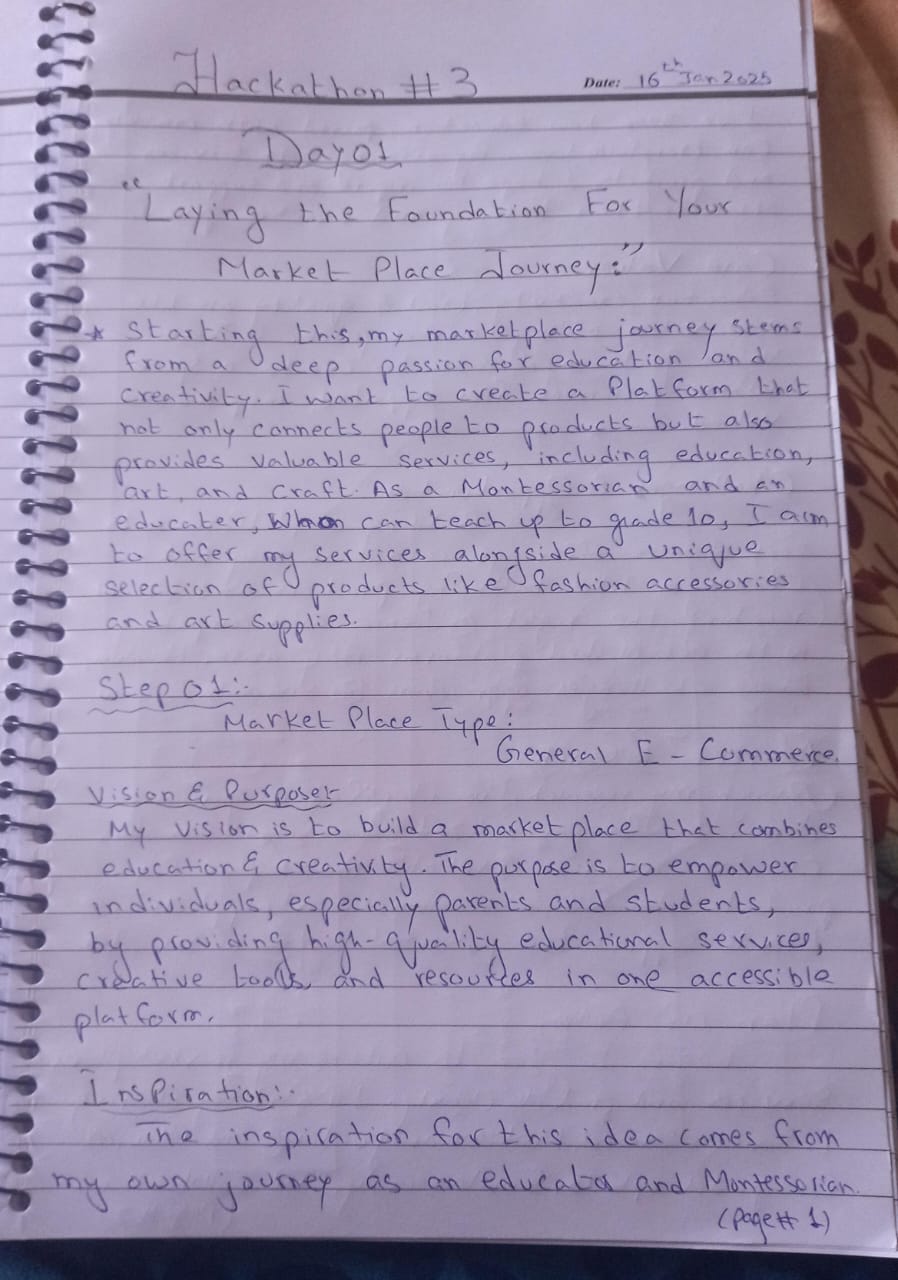 Hackathon # 3
Date: 16th Jan 2025
Day 01
"Laying the Foundation For Your
Market Place Journey:"
* Starting this, my marketplace journey stems
from a deep passion for education and
creativity. I want to create a Platform that
not only connects people to products but also
provides valuable services, including education,
art, and craft. As a Montessorian and an
educater, Who can teach up to grade 10, I aim
to offer my services alongside a unique
selection of products like fashion accessories
and art supplies.
Step 01:-
Market Place Type:
General E - Commerce.
Vision & Purpose:-
My vision is to build a market place that combines
education & creativity. The purpose is to empower
individuals, especially parents and students,
by providing high-quality educational services,
creative tools, and resources in one accessible
platform.
Inspiration:-
The inspiration for this idea comes from
my own journey as an educator and Montessorian.
(Page# 1)